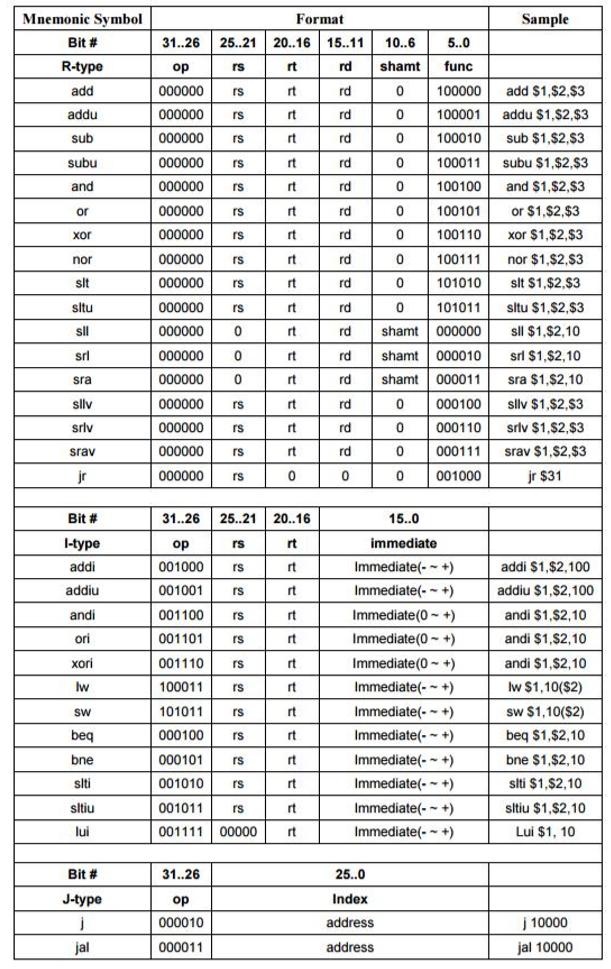 Mnemonic Symbol Format Sample
Bit # 31..26 25..21 20..16 15..11 10..6 5..0
R-type op rs rt rd shamt func
add 000000 rs rt rd 0 100000 add $1,$2,$3
addu 000000 rs rt rd 0 100001 addu $1,$2,$3
sub 000000 rs rt rd 0 100010 sub $1,$2,$3
subu 000000 rs rt rd 0 100011 subu $1,$2,$3
and 000000 rs rt rd 0 100100 and $1,$2,$3
or 000000 rs rt rd 0 100101 or $1,$2,$3
xor 000000 rs rt rd 0 100110 xor $1,$2,$3
nor 000000 rs rt rd 0 100111 nor $1,$2,$3
slt 000000 rs rt rd 0 101010 slt $1,$2,$3
sltu 000000 rs rt rd 0 101011 sltu $1,$2,$3
sll 000000 0 rt rd shamt 000000 sll $1,$2,10
srl 000000 0 rt rd shamt 000010 srl $1,$2,10
sra 000000 0 rt rd shamt 000011 sra $1,$2,10
sllv 000000 rs rt rd 0 000100 sllv $1,$2,$3
srlv 000000 rs rt rd 0 000110 srlv $1,$2,$3
srav 000000 rs rt rd 0 000111 srav $1,$2,$3
jr 000000 rs 0 0 0 001000 jr $31
Bit # 31..26 25..21 20..16 15..0
I-type op rs rt immediate
addi 001000 rs rt Immediate(- ~ +) addi $1,$2,100
addiu 001001 rs rt Immediate(- ~ +) addiu $1,$2,100
andi 001100 rs rt Immediate(0 ~ +) andi $1,$2,10
ori 001101 rs rt Immediate(0 ~ +) andi $1,$2,10
xori 001110 rs rt Immediate(0 ~ +) andi $1,$2,10
lw 100011 rs rt Immediate(- ~ +) lw $1,10($2)
sw 101011 rs rt Immediate(- ~ +) sw $1,10($2)
beq 000100 rs rt Immediate(- ~ +) beq $1,$2,10
bne 000101 rs rt Immediate(- ~ +) bne $1,$2,10
slti 001010 rs rt Immediate(- ~ +) slti $1,$2,10
sltiu 001011 rs rt Immediate(- ~ +) sltiu $1,$2,10
lui 001111 00000 rt Immediate(- ~ +) Lui $1, 10
Bit # 31..26 25..0
J-type op Index
j 000010 address j 10000
jal 000011 address jal 10000